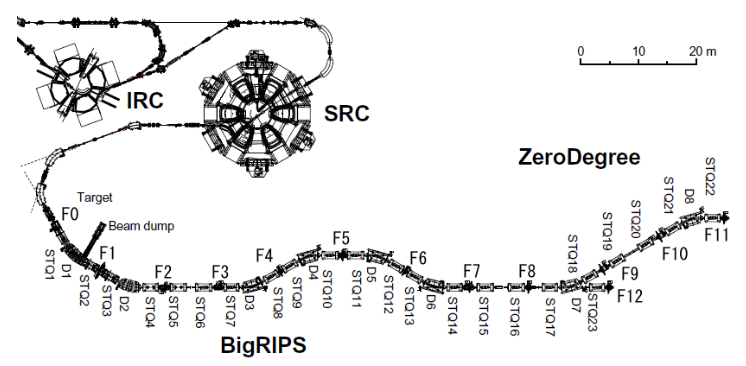 0 10 20 m
IRC
SRC
ZeroDegree
Target
Beam dump
F0
F1
F2
F3
F4
F5
F6
F7
F8
F9
F10
F11
F12
STQ1
D1
STQ2
STQ3
D2
STQ4
STQ5
STQ6
STQ7
D3
STQ8
STQ9
D4
STQ10
STQ11
D5
STQ12
STQ13
D6
STQ14
STQ15
STQ16
STQ17
STQ18
D7
STQ23
STQ19
STQ20
STQ21
D8
STQ22
BigRIPS